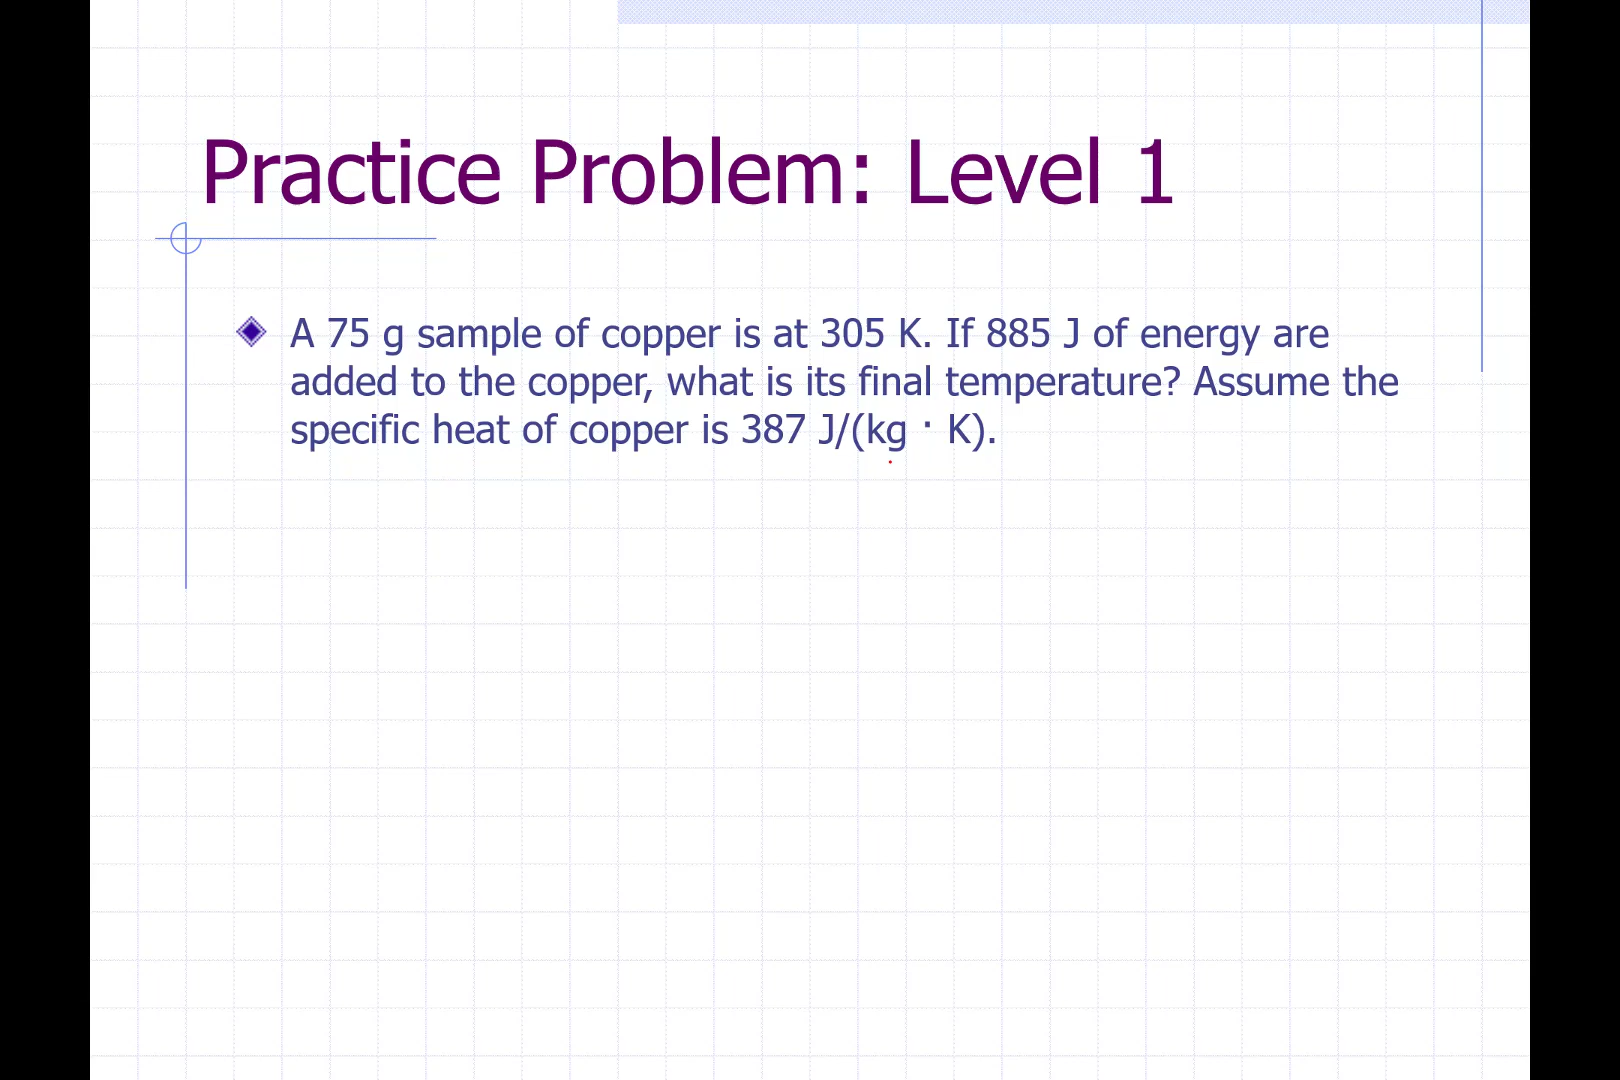 Practice Problem: Level 1
A 75 g sample of copper is at 305 K. If 885 J of energy are
added to the copper, what is its final temperature? Assume the
specific heat of copper is 387 J/(kg · K).